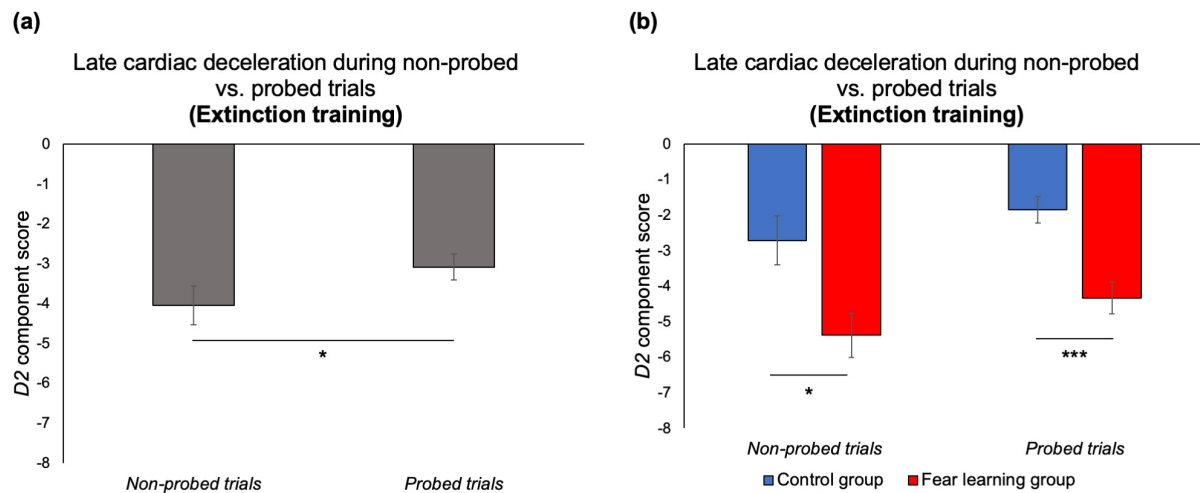 (a)
Late cardiac deceleration during non-probed
vs. probed trials
(Extinction training)
0
-1
-2
-3
-4
-5
-6
-7
-8
D2 component score
*
Non-probed trials
Probed trials
(b)
Late cardiac deceleration during non-probed
vs. probed trials
(Extinction training)
0
-1
-2
-3
-4
-5
-6
-7
-8
D2 component score
*
***
Non-probed trials
Probed trials
Control group
Fear learning group